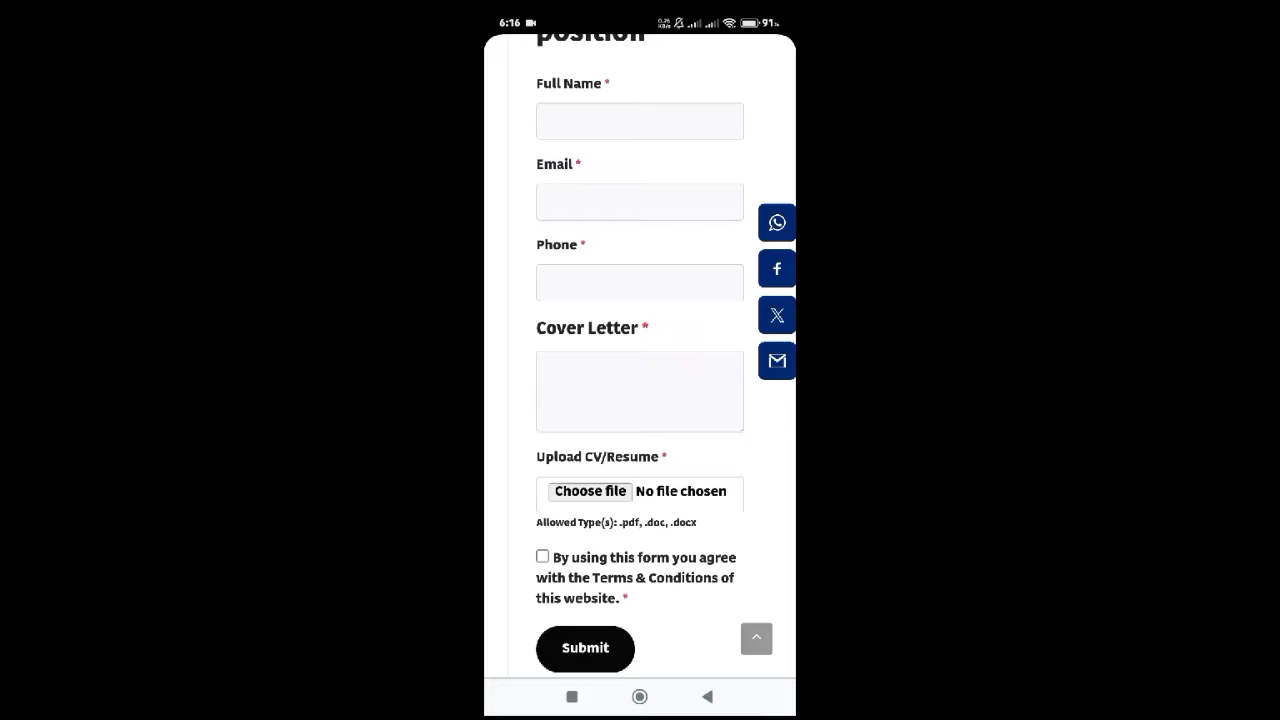 6:16
91%
position
Full Name *
Email *
Phone *
Cover Letter *
Upload CV/Resume *
Choose file No file chosen
Allowed Type(s): .pdf, .doc, .docx
By using this form you agree
with the Terms & Conditions of
this website. *
Submit